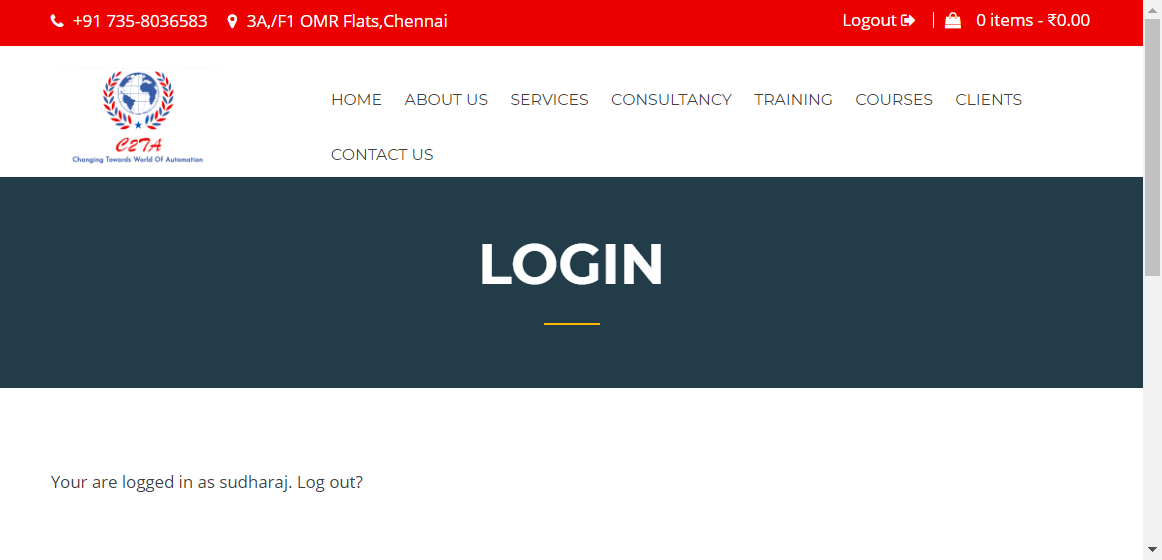 +91 735-8036583 3A,/F1 OMR Flats,Chennai Logout 0 items - ₹0.00
C2TA
Changing Towards World Of Automation
HOME ABOUT US SERVICES CONSULTANCY TRAINING COURSES CLIENTS
CONTACT US
LOGIN
Your are logged in as sudharaj. Log out?